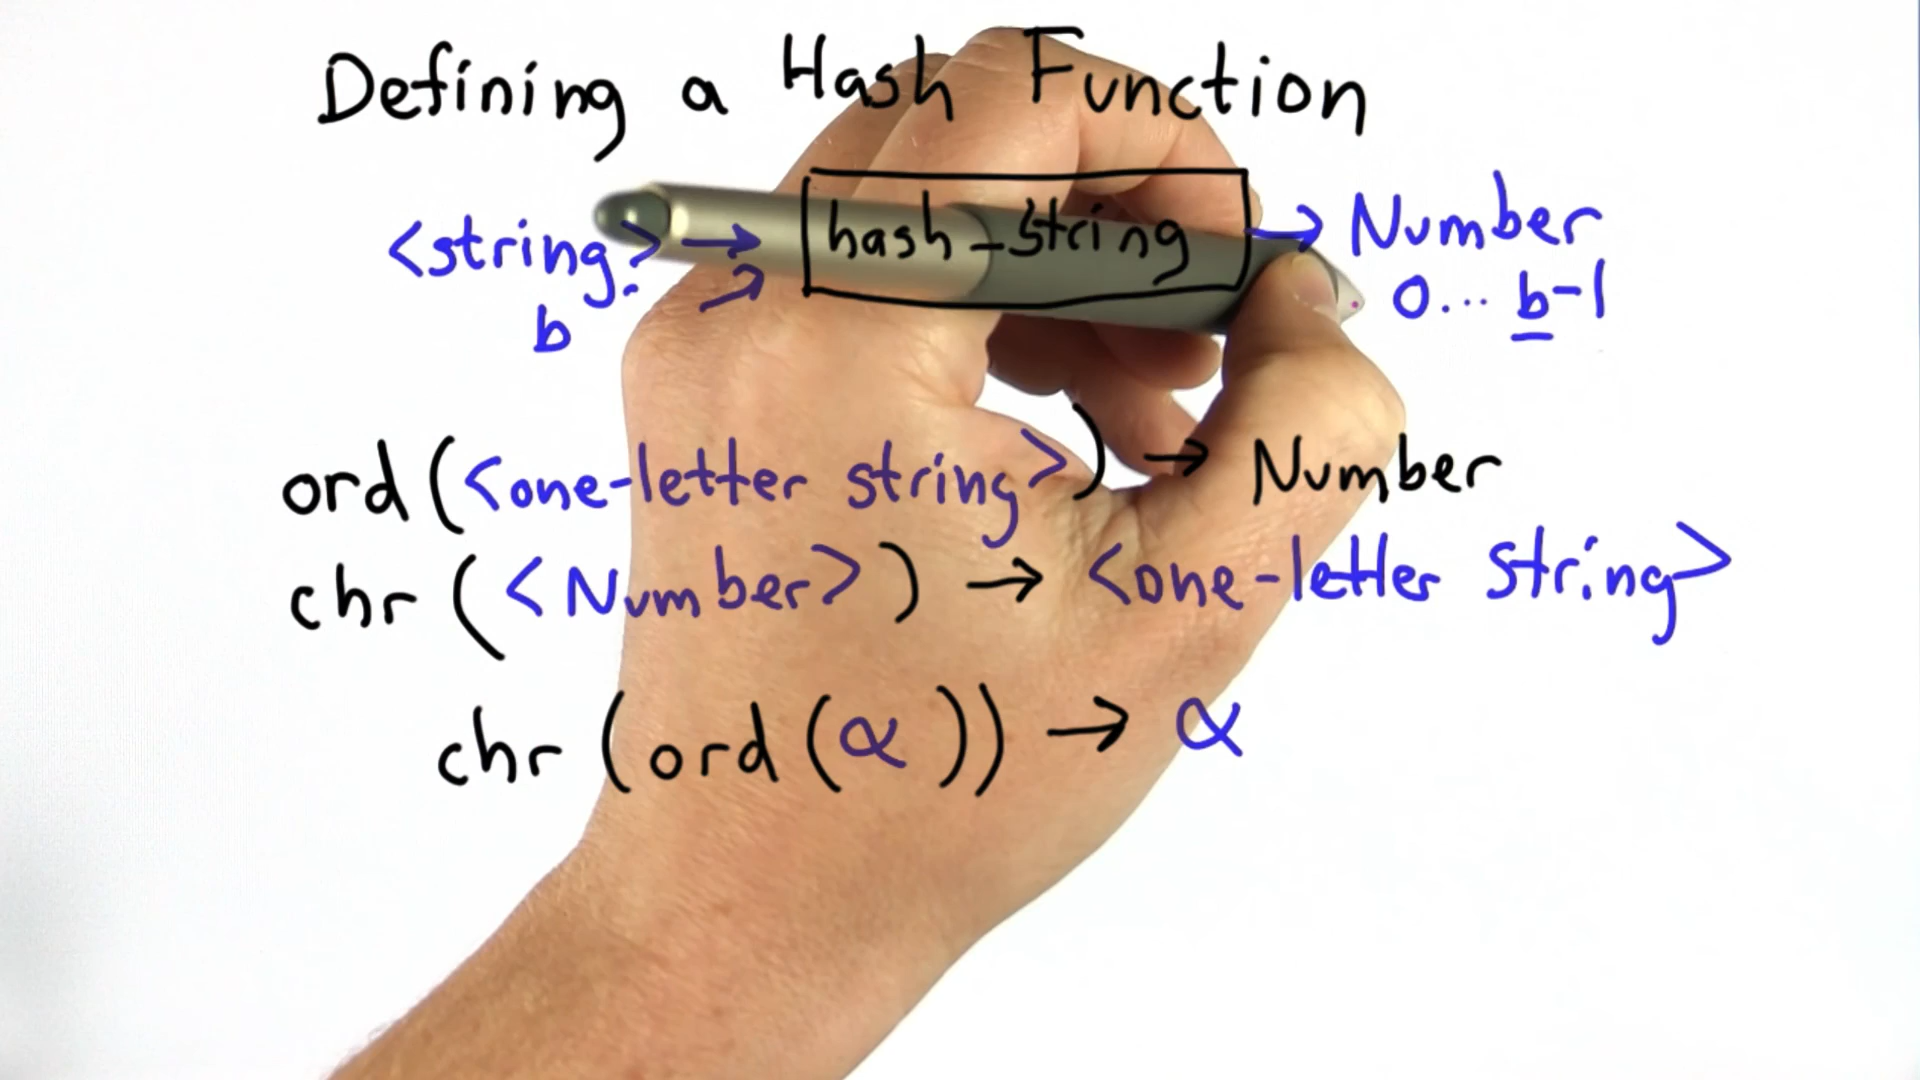 Defining a Hash Function
<string> → hash_string → Number
b → 0... b-1
ord (<one-letter string>) → Number
chr (<Number>) → <one-letter string>
chr (ord (α)) → α